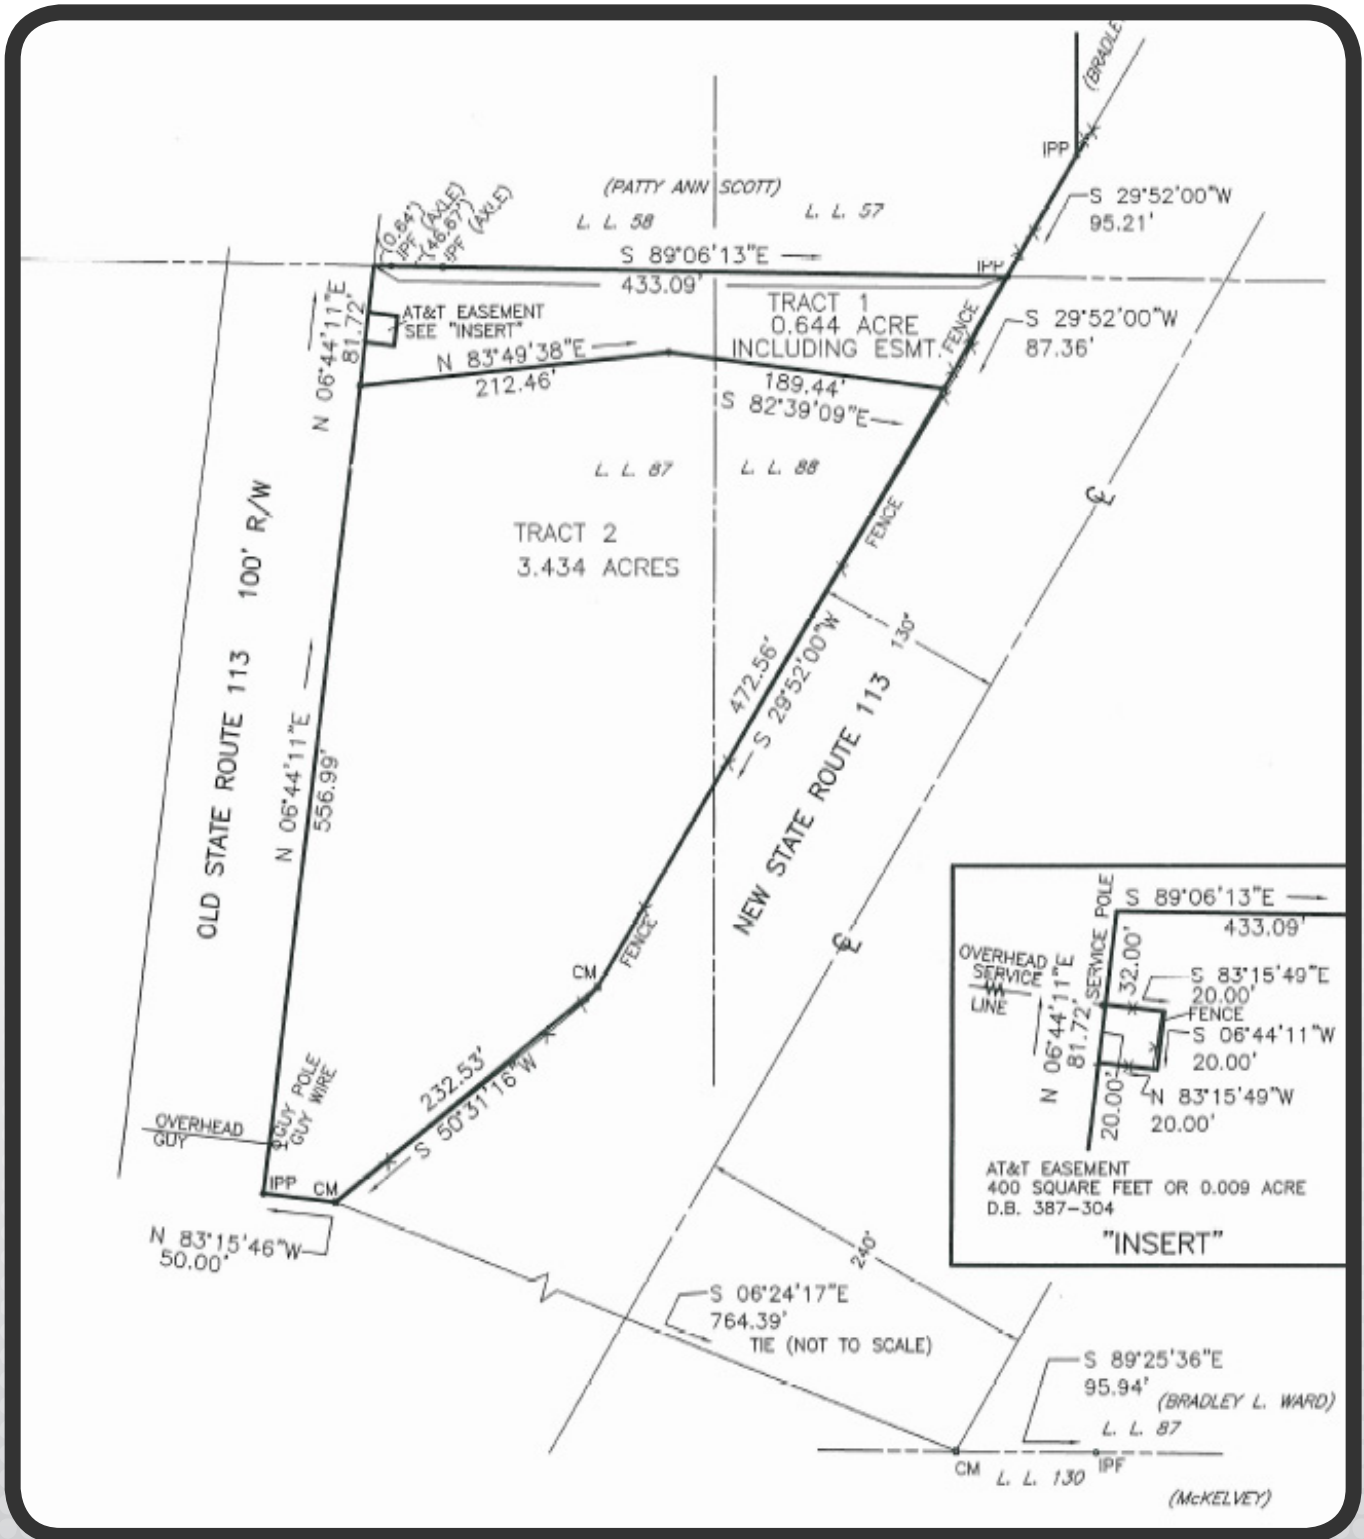 (BRADLE
IPP
(PATTY ANN SCOTT)
L. L. 58
L. L. 57
S 29°52'00"W
95.21'
(0.64')
IPF (AXLE)
(46.67')
IPF (AXLE)
S 89°06'13"E
433.09'
IPP
TRACT 1
0.644 ACRE
INCLUDING ESMT.
FENCE
S 29°52'00"W
87.36'
N 06°44'11"E
81.72'
AT&T EASEMENT
SEE "INSERT"
N 83°49'38"E
212.46'
189.44'
S 82°39'09"E
L. L. 87
L. L. 88
TRACT 2
3.434 ACRES
FENCE
130'
OLD STATE ROUTE 113 100' R/W
N 06°44'11"E
556.99'
472.56'
S 29°52'00"W
NEW STATE ROUTE 113
FENCE
CM
232.53'
S 50°31'16"W
OVERHEAD
GUY
GUY POLE
GUY WIRE
IPP
CM
N 83°15'46"W
50.00'
240'
S 06°24'17"E
764.39'
TIE (NOT TO SCALE)
S 89°25'36"E
95.94'
(BRADLEY L. WARD)
L. L. 87
CM
IPF
L. L. 130
(McKELVEY)
S 89°06'13"E
433.09'
SERVICE POLE
32.00'
OVERHEAD
SERVICE
LINE
N 06°44'11"E
81.72'
S 83°15'49"E
20.00'
FENCE
S 06°44'11"W
20.00'
N 83°15'49"W
20.00'
20.00'
AT&T EASEMENT
400 SQUARE FEET OR 0.009 ACRE
D.B. 387-304
"INSERT"